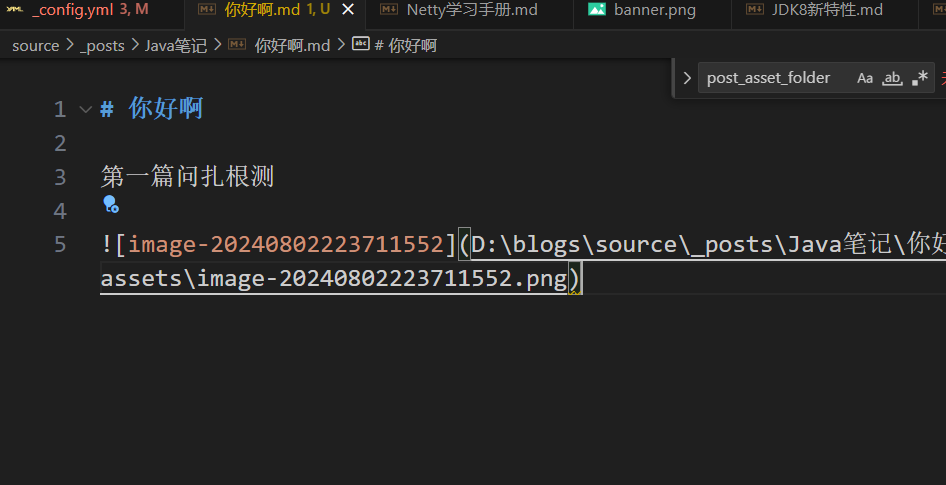 _config.yml 3, M 你好啊.md 1, U Netty学习手册.md banner.png JDK8新特性.md
source > _posts > Java笔记 > 你好啊.md > # 你好啊
post_asset_folder Aa ab .*
1 # 你好啊
2
3 第一篇问扎根测
4
5 ![image-20240802223711552](D:\blogs\source\_posts\Java笔记\你好
assets\image-20240802223711552.png)